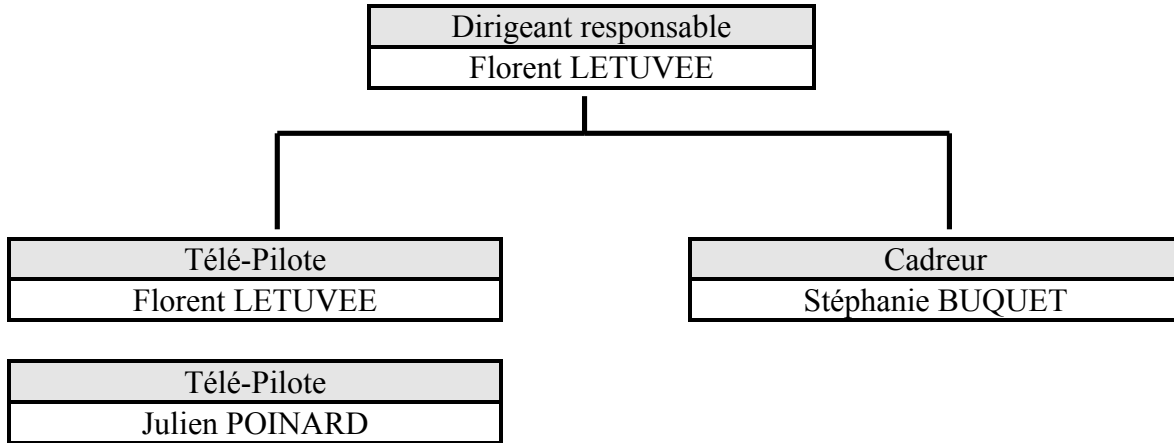 Dirigeant responsable
Florent LETUVEE
Télé-Pilote
Florent LETUVEE
Cadreur
Stéphanie BUQUET
Télé-Pilote
Julien POINARD